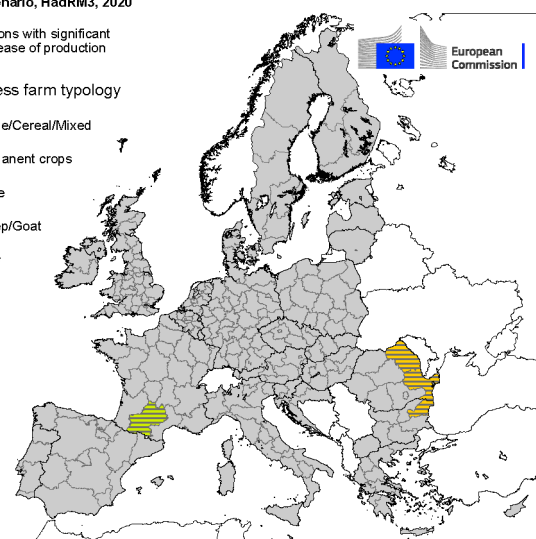 enario, HadRM3, 2020
ons with significant
ease of production
ess farm typology
e/Cereal/Mixed
anent crops
e
p/Goat
European
Commission